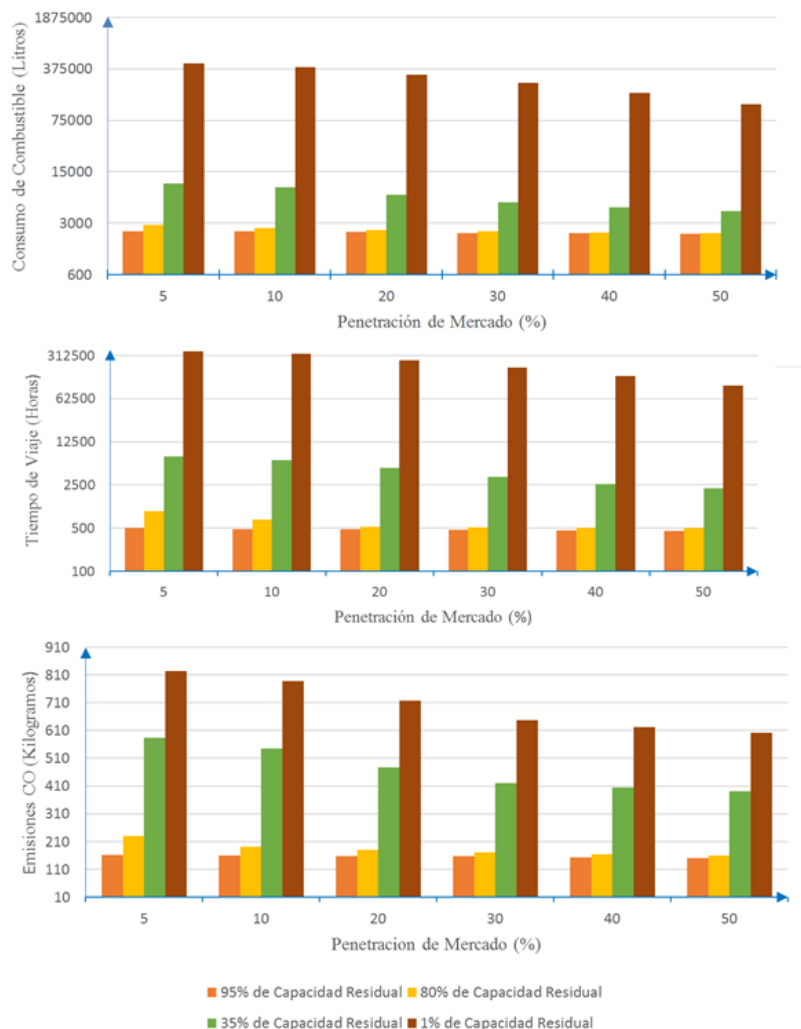 Consumo de Combustible (Litros)
1875000
375000
75000
15000
3000
600
5 10 20 30 40 50
Penetración de Mercado (%)
Tiempo de Viaje (Horas)
312500
62500
12500
2500
500
100
5 10 20 30 40 50
Penetración de Mercado (%)
Emisiones CO (Kilogramos)
910
810
710
610
510
410
310
210
110
10
5 10 20 30 40 50
Penetracion de Mercado (%)
95% de Capacidad Residual 80% de Capacidad Residual
35% de Capacidad Residual 1% de Capacidad Residual